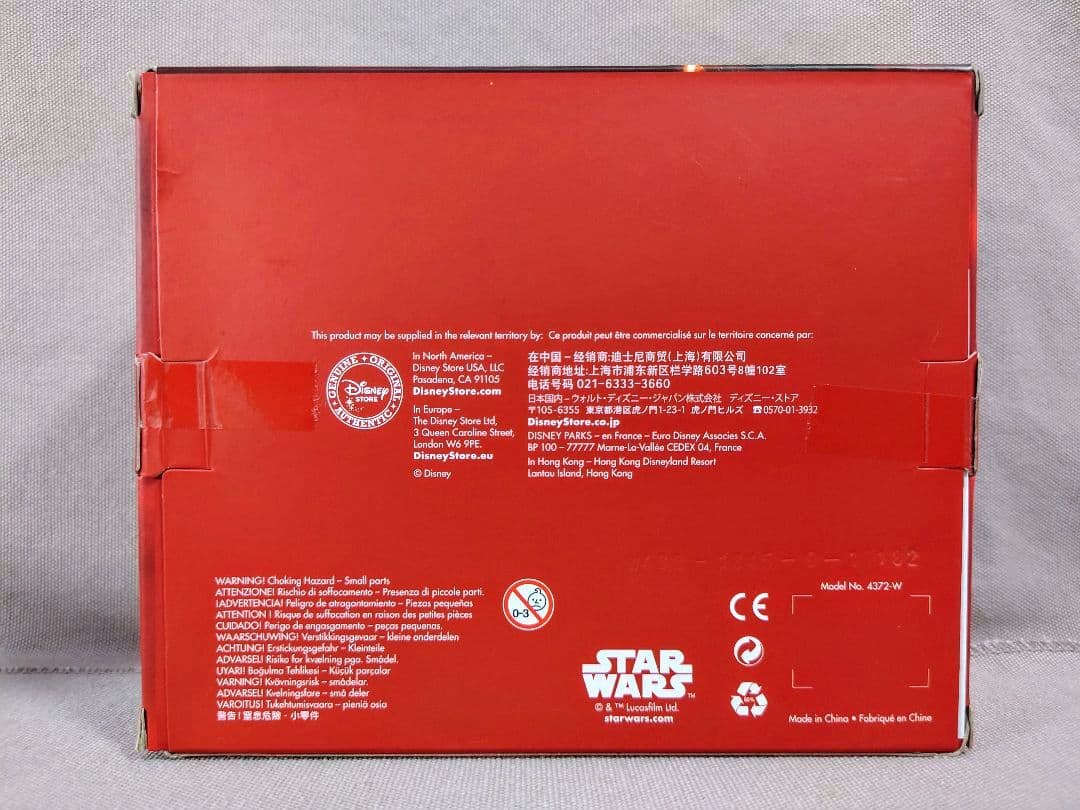 This product may be supplied in the relevant territory by: Ce produit peut être commercialisé sur le territoire concerné par:
GENUINE • ORIGINAL
Disney
STORE
AUTHENTIC
In North America –
Disney Store USA, LLC
Pasadena, CA 91105
DisneyStore.com
In Europe –
The Disney Store Ltd,
3 Queen Caroline Street,
London W6 9PE.
DisneyStore.eu
© Disney
在中国 – 经销商:迪士尼商贸(上海)有限公司
经销商地址:上海市浦东新区栏学路603号8幢102室
电话号码 021-6333-3660
日本国内 – ウォルト・ディズニー・ジャパン株式会社 ディズニー・ストア
〒105-6355 東京都港区虎ノ門1-23-1 虎ノ門ヒルズ ☎0570-01-3932
DisneyStore.co.jp
DISNEY PARKS – en France – Euro Disney Associes S.C.A.
BP 100 – 77777 Marne-La-Vallée CEDEX 04, France
In Hong Kong – Hong Kong Disneyland Resort
Lantau Island, Hong Kong
WARNING! Choking Hazard – Small parts
ATTENZIONE! Rischio di soffocamento – Presenza di piccole parti.
¡ADVERTENCIA! Peligro de atragantamiento – Piezas pequeñas
ATTENTION ! Risque de suffocation en raison des petites pièces
CUIDADO! Perigo de engasgamento – peças pequenas.
WAARSCHUWING! Verstikkingsgevaar – kleine onderdelen
ACHTUNG! Erstickungsgefahr – Kleinteile
ADVARSEL! Risiko for kvælning pga. Smådel.
UYARI! Boğulma Tehlikesi – Küçük parçalar
VARNING! Kvävningsrisk – smådelar.
ADVARSEL! Kvelningsfare – små deler
VAROITUS! Tukehtumisvaara – pieniä osia
警告！窒息危險 - 小零件
0-3
STAR
WARS™
© & ™ Lucasfilm Ltd.
starwars.com
CE
Model No. 4372-W
Made in China • Fabriqué en Chine